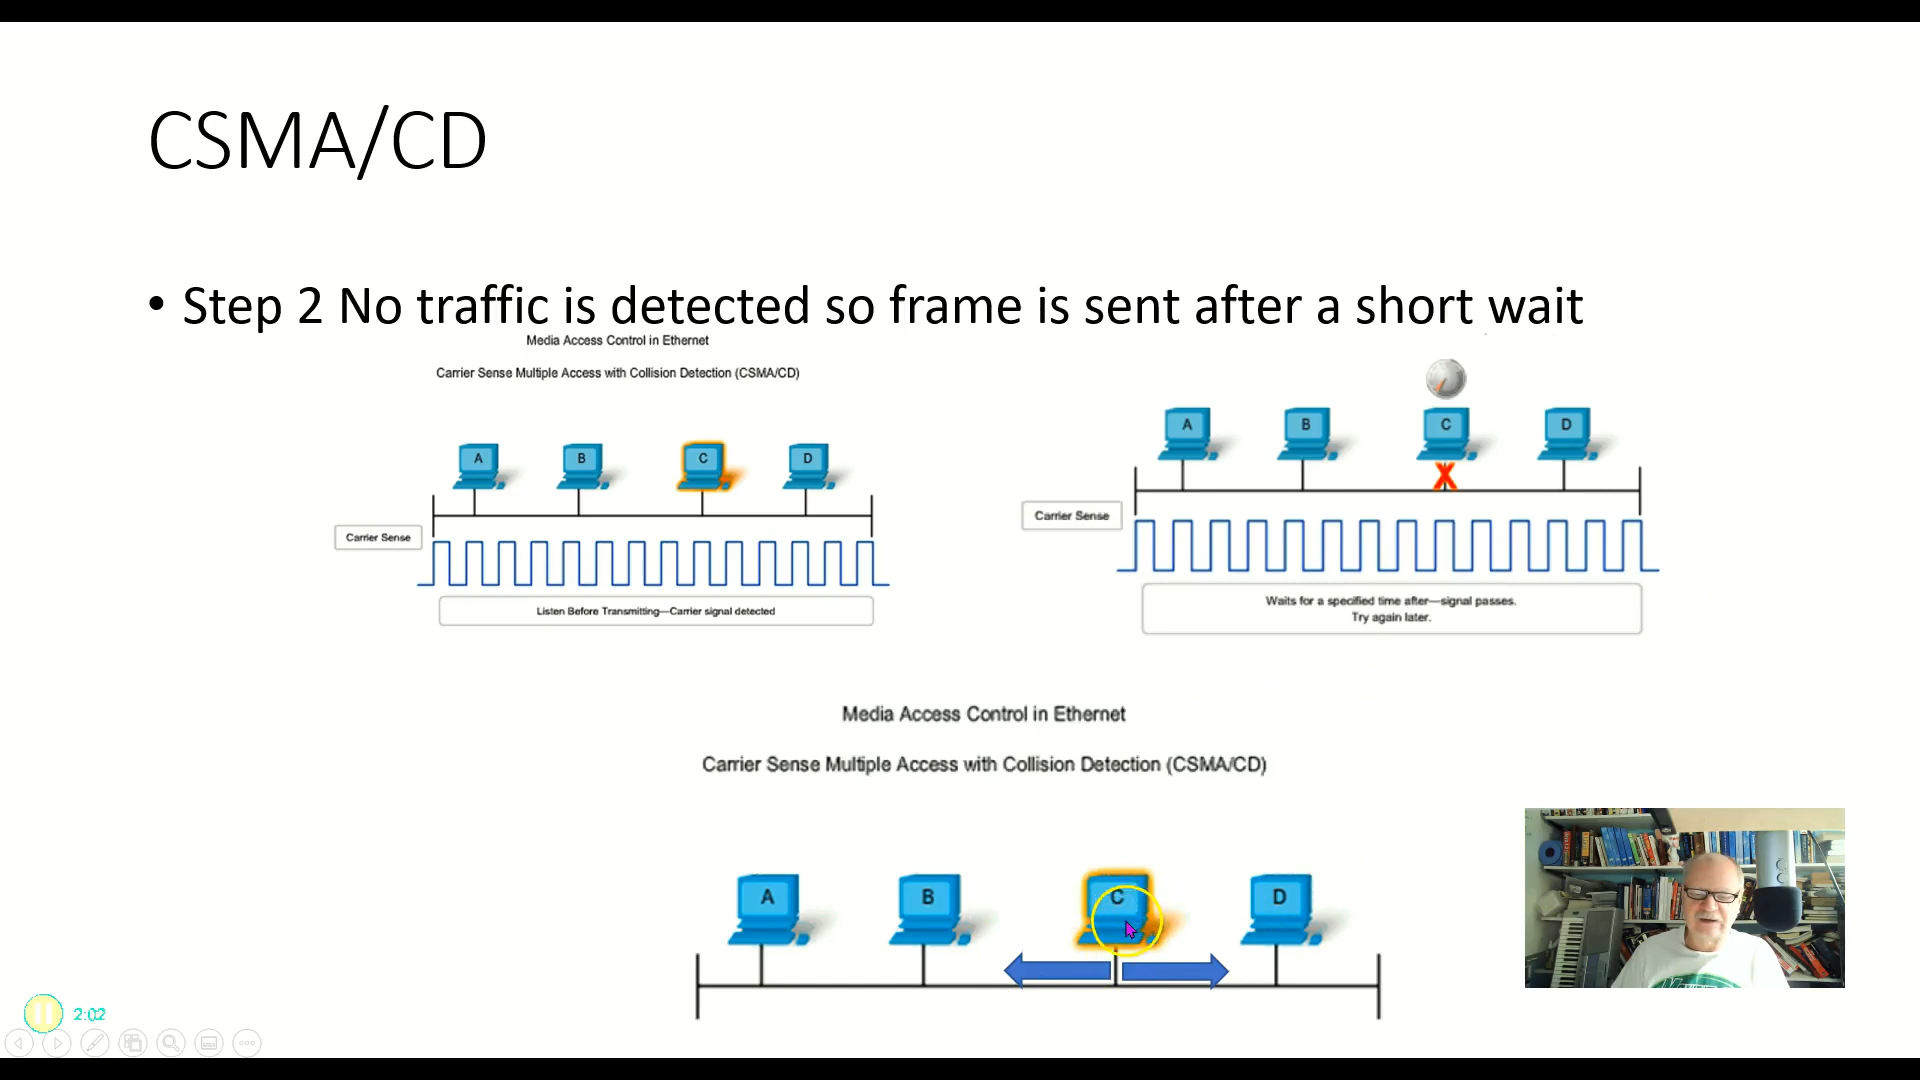 CSMA/CD
• Step 2 No traffic is detected so frame is sent after a short wait
Media Access Control in Ethernet
Carrier Sense Multiple Access with Collision Detection (CSMA/CD)
A B C D
Carrier Sense
Listen Before Transmitting—Carrier signal detected
A B C D
X
Carrier Sense
Waits for a specified time after—signal passes.
Try again later.
Media Access Control in Ethernet
Carrier Sense Multiple Access with Collision Detection (CSMA/CD)
A B C D
2:02